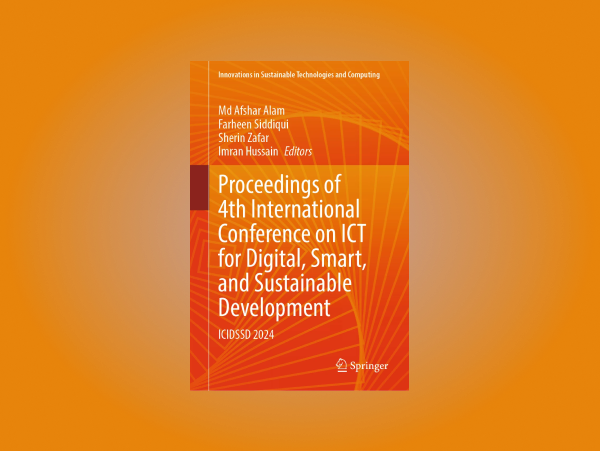 Innovations in Sustainable Technologies and Computing
Md Afshar Alam
Farheen Siddiqui
Sherin Zafar
Imran Hussain Editors
Proceedings of
4th International
Conference on ICT
for Digital, Smart,
and Sustainable
Development
ICIDSSD 2024
Springer